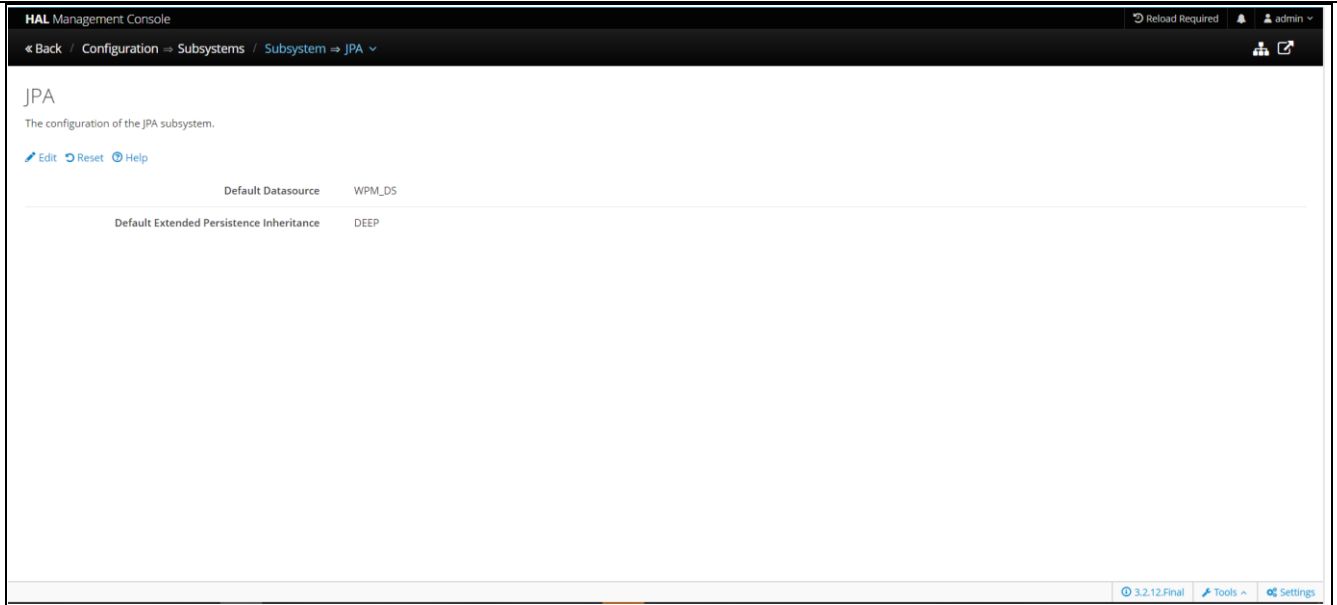 HAL Management Console Reload Required admin
« Back / Configuration ⇒ Subsystems / Subsystem ⇒ JPA
JPA
The configuration of the JPA subsystem.
Edit Reset Help
Default Datasource WPM_DS
Default Extended Persistence Inheritance DEEP
3.2.12.Final Tools Settings